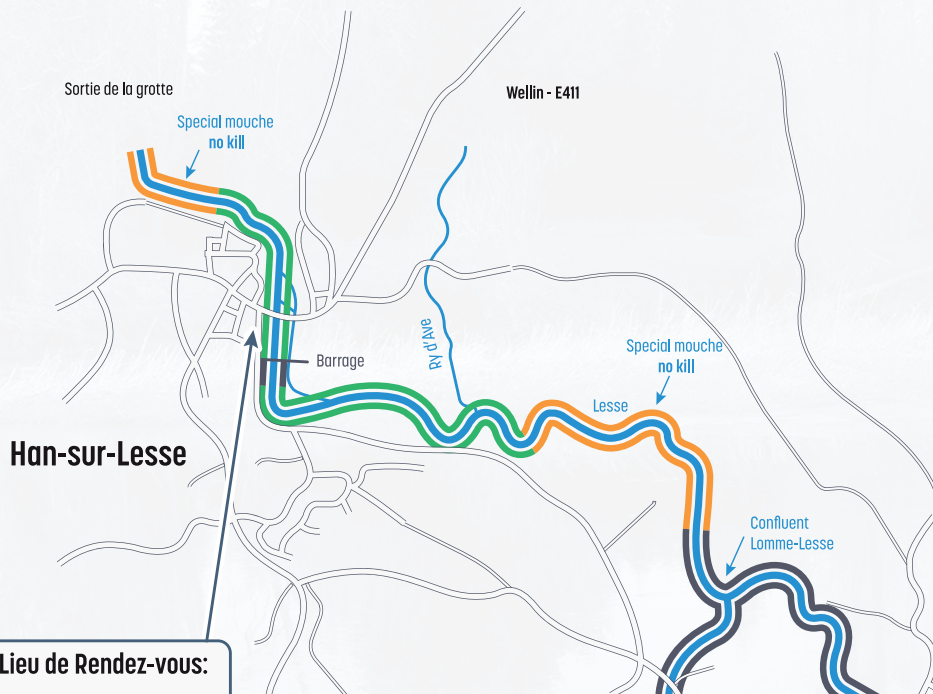 Sortie de la grotte
Wellin - E411
Special mouche
no kill
Barrage
Ry d'Ave
Special mouche
no kill
Lesse
Han-sur-Lesse
Confluent
Lomme-Lesse
Lieu de Rendez-vous: